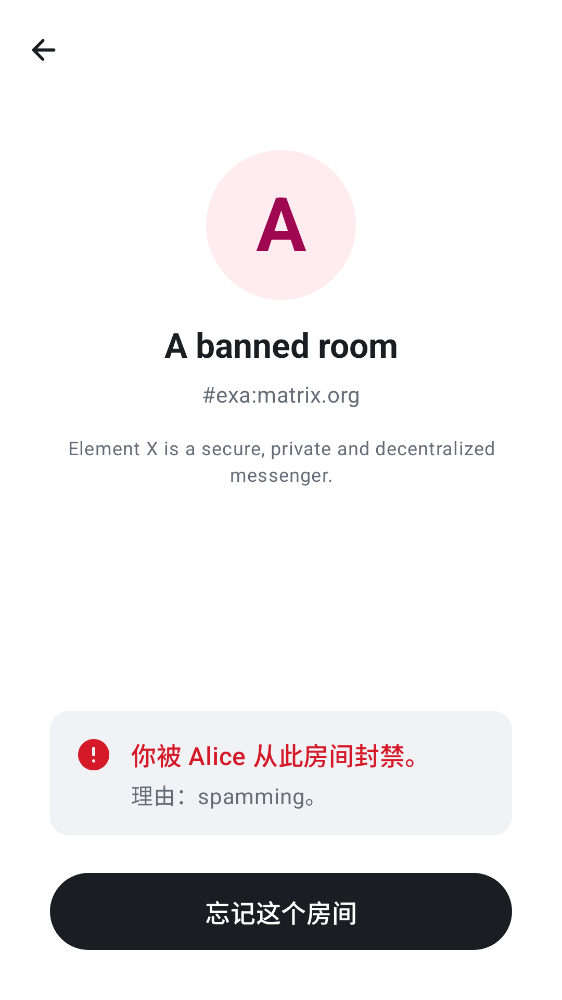 A
A banned room
#exa:matrix.org
Element X is a secure, private and decentralized
messenger.
你被 Alice 从此房间封禁。
理由：spamming。
忘记这个房间